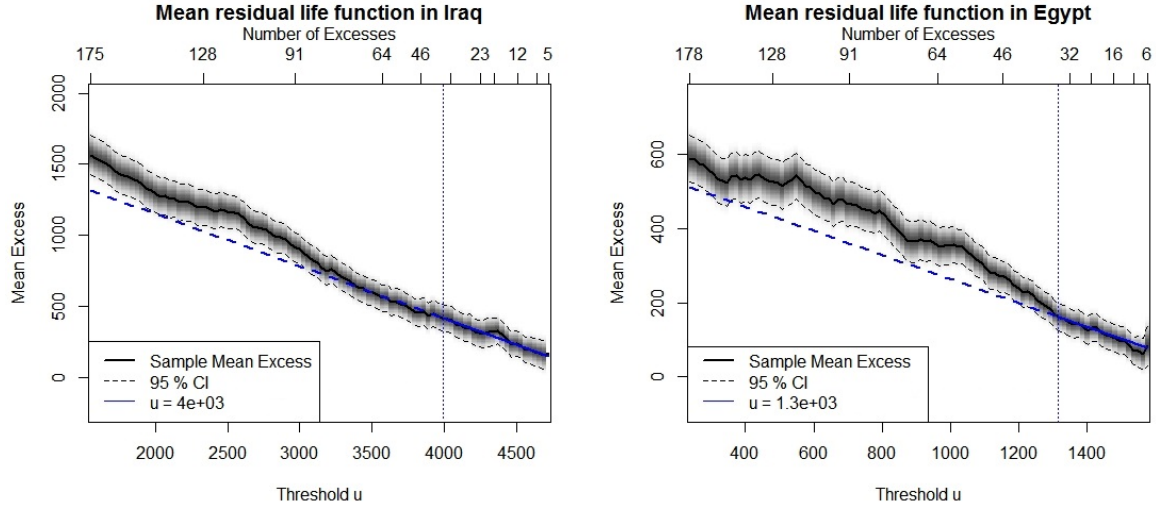 Mean residual life function in Iraq
Number of Excesses
175 128 91 64 46 23 12 5
Mean Excess
2000
1500
1000
500
0
Sample Mean Excess
95 % CI
u = 4e+03
2000 2500 3000 3500 4000 4500
Threshold u
Mean residual life function in Egypt
Number of Excesses
178 128 91 64 46 32 16 6
Mean Excess
600
400
200
0
Sample Mean Excess
95 % CI
u = 1.3e+03
400 600 800 1000 1200 1400
Threshold u